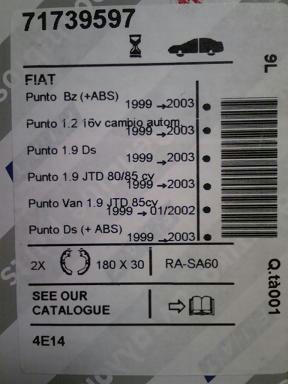 71739597
FIAT
Punto Bz (+ABS)
1999 → 2003
Punto 1.2 16v cambio autom.
1999 → 2003
Punto 1.9 Ds
1999 → 2003
Punto 1.9 JTD 80/85 cv
1999 → 2003
Punto Van 1.9 JTD 85cv
1999 → 01/2002
Punto Ds (+ ABS)
1999 → 2003
2X 180 X 30 RA-SA60
SEE OUR
CATALOGUE
4E14
9L
Q.tà001